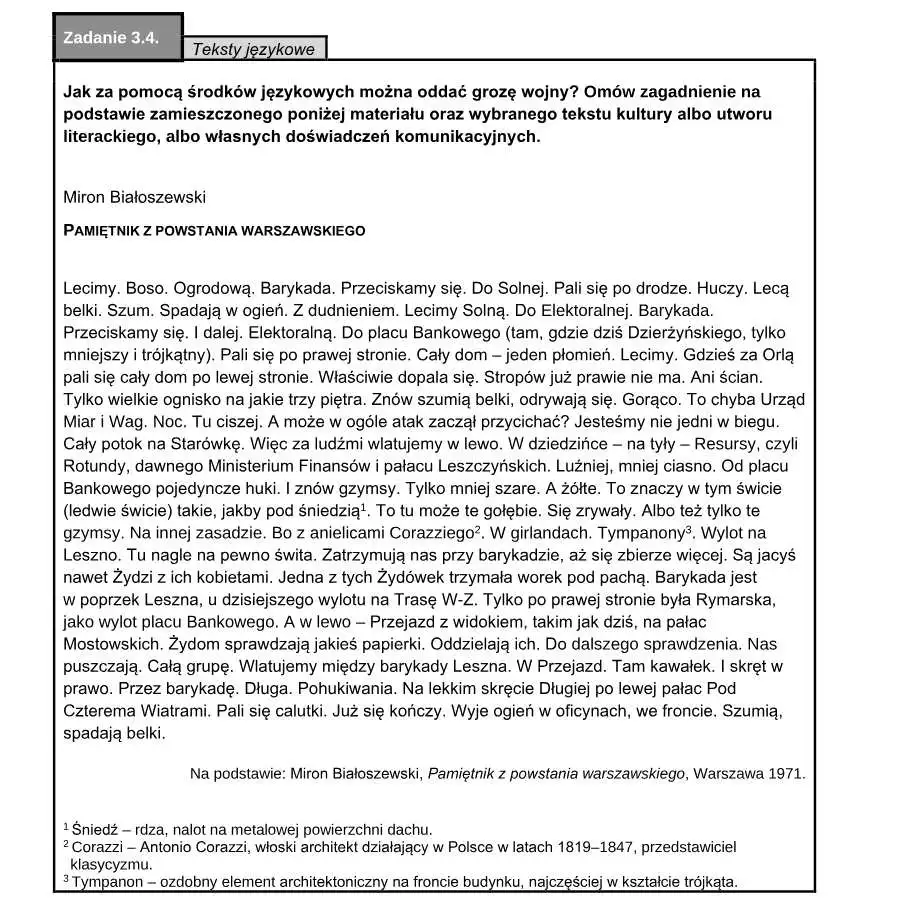 Zadanie 3.4.
Teksty językowe
Jak za pomocą środków językowych można oddać grozę wojny? Omów zagadnienie na
podstawie zamieszczonego poniżej materiału oraz wybranego tekstu kultury albo utworu
literackiego, albo własnych doświadczeń komunikacyjnych.
Miron Białoszewski
PAMIĘTNIK Z POWSTANIA WARSZAWSKIEGO
Lecimy. Boso. Ogrodową. Barykada. Przeciskamy się. Do Solnej. Pali się po drodze. Huczy. Lecą
belki. Szum. Spadają w ogień. Z dudnieniem. Lecimy Solną. Do Elektoralnej. Barykada.
Przeciskamy się. I dalej. Elektoralną. Do placu Bankowego (tam, gdzie dziś Dzierżyńskiego, tylko
mniejszy i trójkątny). Pali się po prawej stronie. Cały dom – jeden płomień. Lecimy. Gdzieś za Orlą
pali się cały dom po lewej stronie. Właściwie dopala się. Stropów już prawie nie ma. Ani ścian.
Tylko wielkie ognisko na jakie trzy piętra. Znów szumią belki, odrywają się. Gorąco. To chyba Urząd
Miar i Wag. Noc. Tu ciszej. A może w ogóle atak zaczął przycichać? Jesteśmy nie jedni w biegu.
Cały potok na Starówkę. Więc za ludźmi wlatujemy w lewo. W dziedzińce – na tyły – Resursy, czyli
Rotundy, dawnego Ministerium Finansów i pałacu Leszczyńskich. Luźniej, mniej ciasno. Od placu
Bankowego pojedyncze huki. I znów gzymsy. Tylko mniej szare. A żółte. To znaczy w tym świcie
(ledwie świcie) takie, jakby pod śniedzią¹. To tu może te gołębie. Się zrywały. Albo też tylko te
gzymsy. Na innej zasadzie. Bo z anielicami Corazziego². W girlandach. Tympanony³. Wylot na
Leszno. Tu nagle na pewno świta. Zatrzymują nas przy barykadzie, aż się zbierze więcej. Są jacyś
nawet Żydzi z ich kobietami. Jedna z tych Żydówek trzymała worek pod pachą. Barykada jest
w poprzek Leszna, u dzisiejszego wylotu na Trasę W-Z. Tylko po prawej stronie była Rymarska,
jako wylot placu Bankowego. A w lewo – Przejazd z widokiem, takim jak dziś, na pałac
Mostowskich. Żydom sprawdzają jakieś papierki. Oddzielają ich. Do dalszego sprawdzenia. Nas
puszczają. Całą grupę. Wlatujemy między barykady Leszna. W Przejazd. Tam kawałek. I skręt w
prawo. Przez barykadę. Długa. Pohukiwania. Na lekkim skręcie Długiej po lewej pałac Pod
Czterema Wiatrami. Pali się calutki. Już się kończy. Wyje ogień w oficynach, we froncie. Szumią,
spadają belki.
Na podstawie: Miron Białoszewski, Pamiętnik z powstania warszawskiego, Warszawa 1971.
¹ Śniedź – rdza, nalot na metalowej powierzchni dachu.
² Corazzi – Antonio Corazzi, włoski architekt działający w Polsce w latach 1819–1847, przedstawiciel
klasycyzmu.
³ Tympanon – ozdobny element architektoniczny na froncie budynku, najczęściej w kształcie trójkąta.